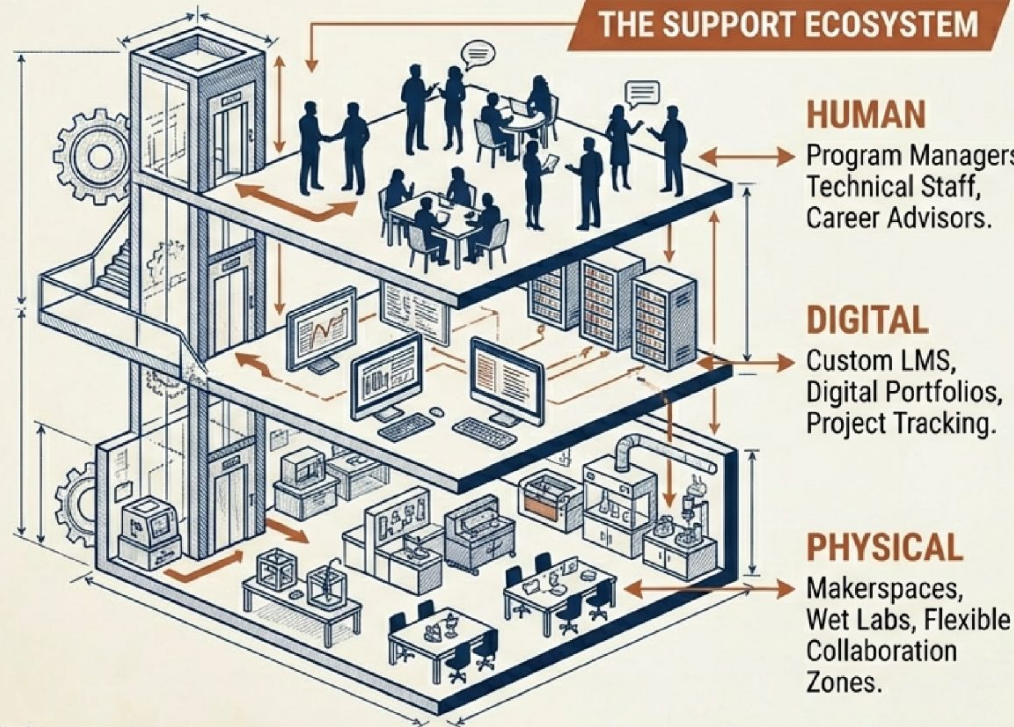 THE SUPPORT ECOSYSTEM
HUMAN
Program Managers
Technical Staff,
Career Advisors.
DIGITAL
Custom LMS,
Digital Portfolios,
Project Tracking.
PHYSICAL
Makerspaces,
Wet Labs, Flexible
Collaboration
Zones.